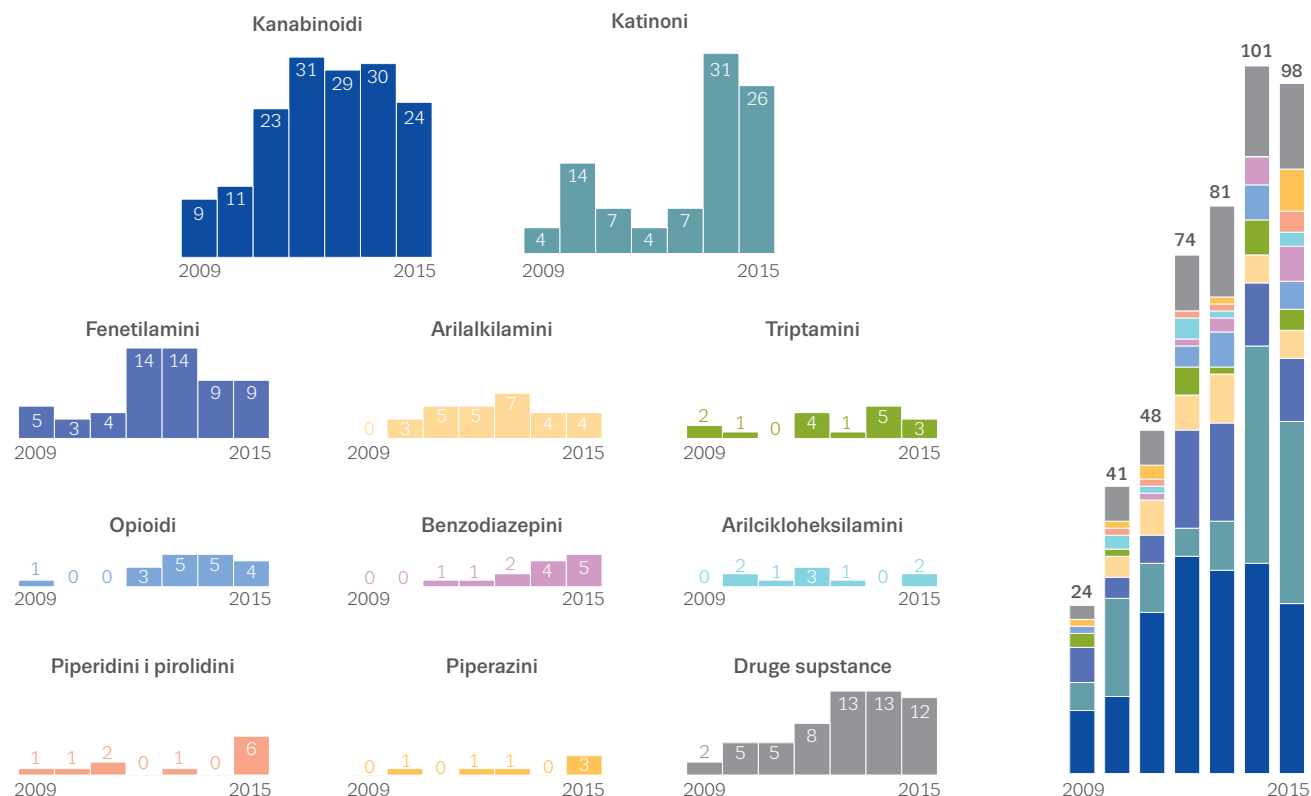 Kanabinoidi
9 11 23 31 29 30 24
2009 2015
Katinoni
4 14 7 4 7 31 26
2009 2015
Fenetilamini
5 3 4 14 14 9 9
2009 2015
Arilalkilamini
0 3 5 5 7 4 4
2009 2015
Triptamini
2 1 0 4 1 5 3
2009 2015
Opioidi
1 0 0 3 5 5 4
2009 2015
Benzodiazepini
0 0 1 1 2 4 5
2009 2015
Arilcikloheksilamini
0 2 1 3 1 0 2
2009 2015
Piperidini i pirolidini
1 1 2 0 1 0 6
2009 2015
Piperazini
0 1 0 1 1 0 3
2009 2015
Druge supstance
2 5 5 8 13 13 12
2009 2015
24 41 48 74 81 101 98
2009 2015